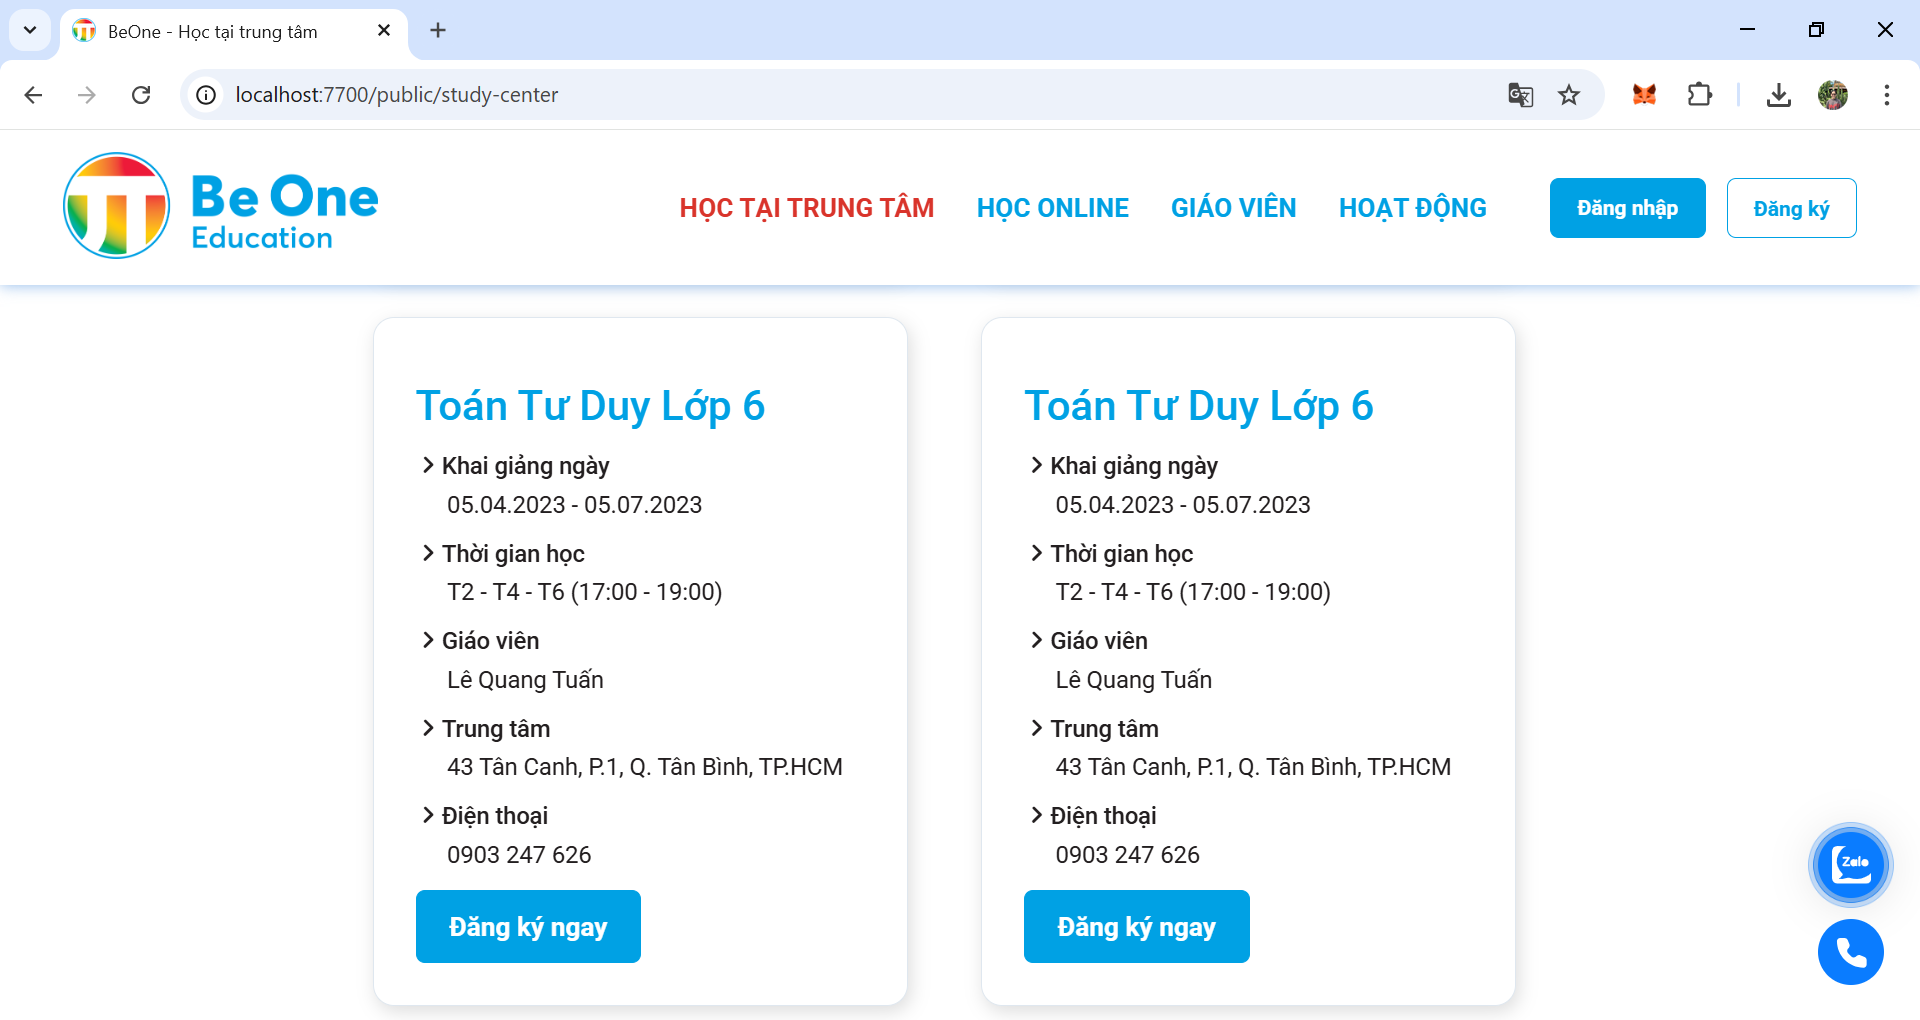 BeOne - Học tại trung tâm
localhost:7700/public/study-center
Be One
Education
HỌC TẠI TRUNG TÂM
HỌC ONLINE
GIÁO VIÊN
HOẠT ĐỘNG
Đăng nhập
Đăng ký
Toán Tư Duy Lớp 6
Khai giảng ngày
05.04.2023 - 05.07.2023
Thời gian học
T2 - T4 - T6 (17:00 - 19:00)
Giáo viên
Lê Quang Tuấn
Trung tâm
43 Tân Canh, P.1, Q. Tân Bình, TP.HCM
Điện thoại
0903 247 626
Đăng ký ngay
Toán Tư Duy Lớp 6
Khai giảng ngày
05.04.2023 - 05.07.2023
Thời gian học
T2 - T4 - T6 (17:00 - 19:00)
Giáo viên
Lê Quang Tuấn
Trung tâm
43 Tân Canh, P.1, Q. Tân Bình, TP.HCM
Điện thoại
0903 247 626
Đăng ký ngay
Zalo